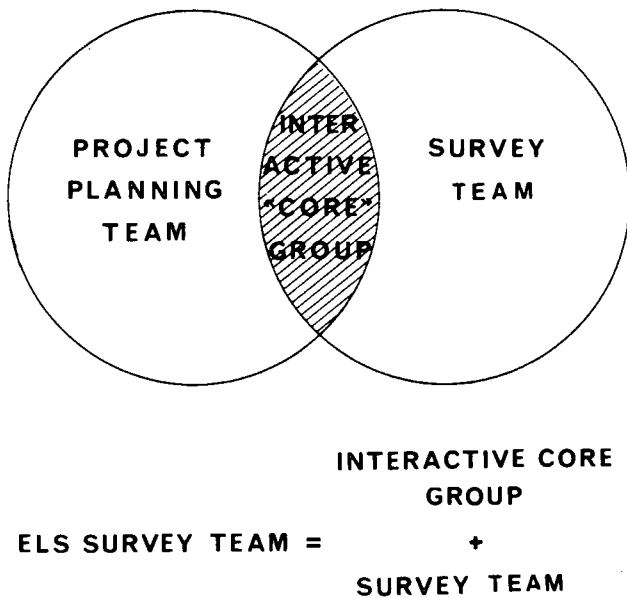 PROJECT
PLANNING
TEAM
INTER
ACTIVE
"CORE"
GROUP
SURVEY
TEAM
INTERACTIVE CORE
GROUP
ELS SURVEY TEAM = +
SURVEY TEAM